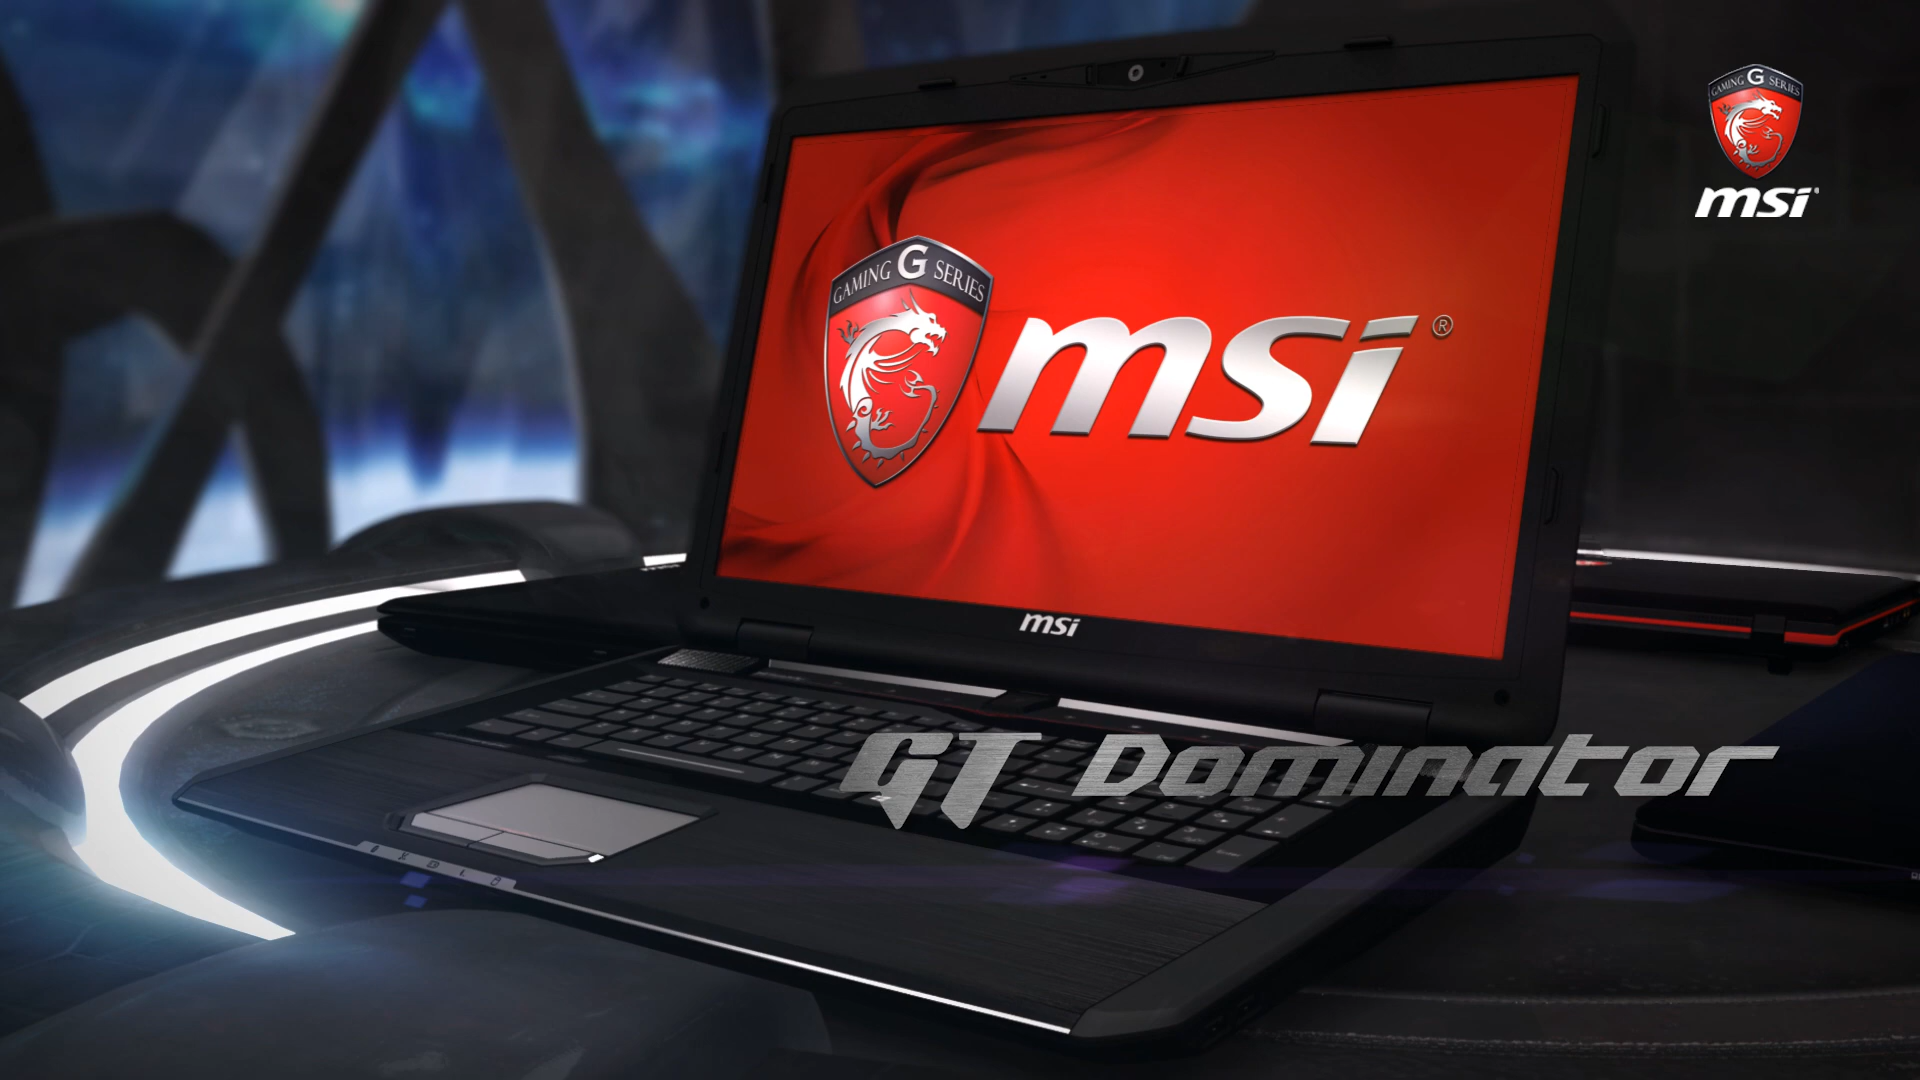 GAMING G SERIES
msi
GAMING G SERIES
msi®
msi
GT Dominator